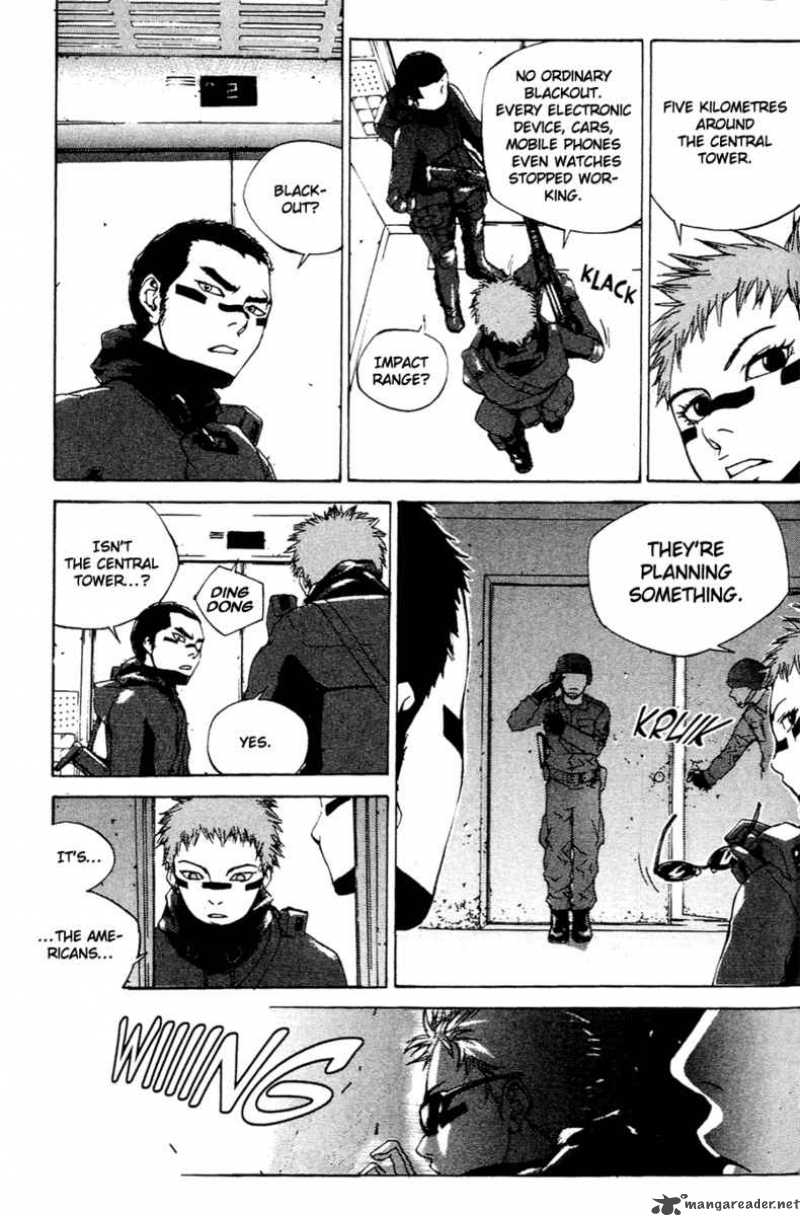 2
BLACK-
OUT?
NO ORDINARY
BLACKOUT.
EVERY ELECTRONIC
DEVICE, CARS,
MOBILE PHONES
EVEN WATCHES
STOPPED WOR-
KING.
KLACK
IMPACT
RANGE?
FIVE KILOMETRES
AROUND
THE CENTRAL
TOWER.
ISN'T
THE CENTRAL
TOWER...?
DING
DONG
YES.
THEY'RE
PLANNING
SOMETHING.
KRUIK
IT'S...
...THE AME-
RICANS...
WIIIIING
mangareader.net